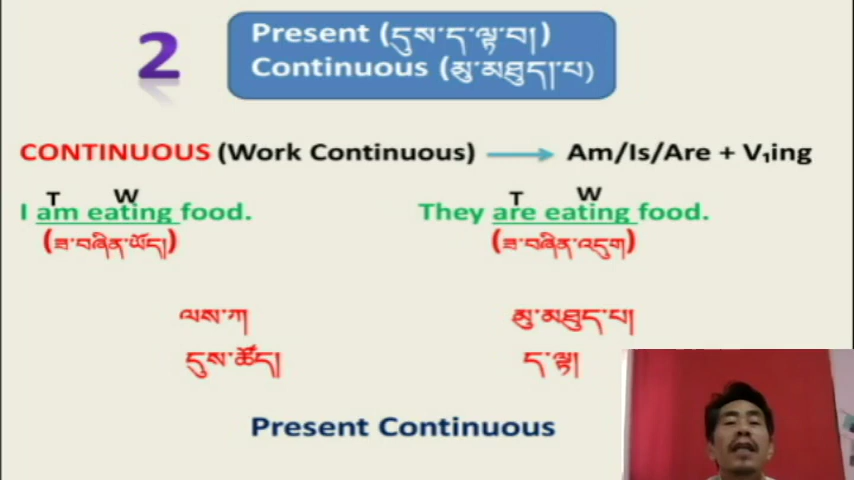 2
Present (དུས་ད་ལྟ་བ།)
Continuous (མུ་མཐུད།་པ)
CONTINUOUS (Work Continuous) → Am/Is/Are + V₁ing
T W
I am eating food.
(ཟ་བཞིན་ཡོད།)
T W
They are eating food.
(ཟ་བཞིན་འདུག)
ལས་ཀ།
མུ་མཐུད་པ།
དུས་ཚོད།
ད་ལྟ།
Present Continuous